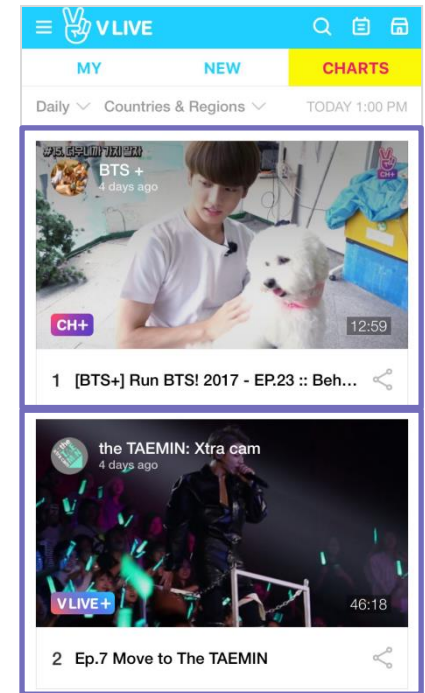 V LIVE
MY NEW CHARTS
Daily Countries & Regions TODAY 1:00 PM
BTS +
4 days ago
CH+
CH+
12:59
1 [BTS+] Run BTS! 2017 - EP.23 :: Beh...
the TAEMIN: Xtra cam
4 days ago
V LIVE+
46:18
2 Ep.7 Move to The TAEMIN